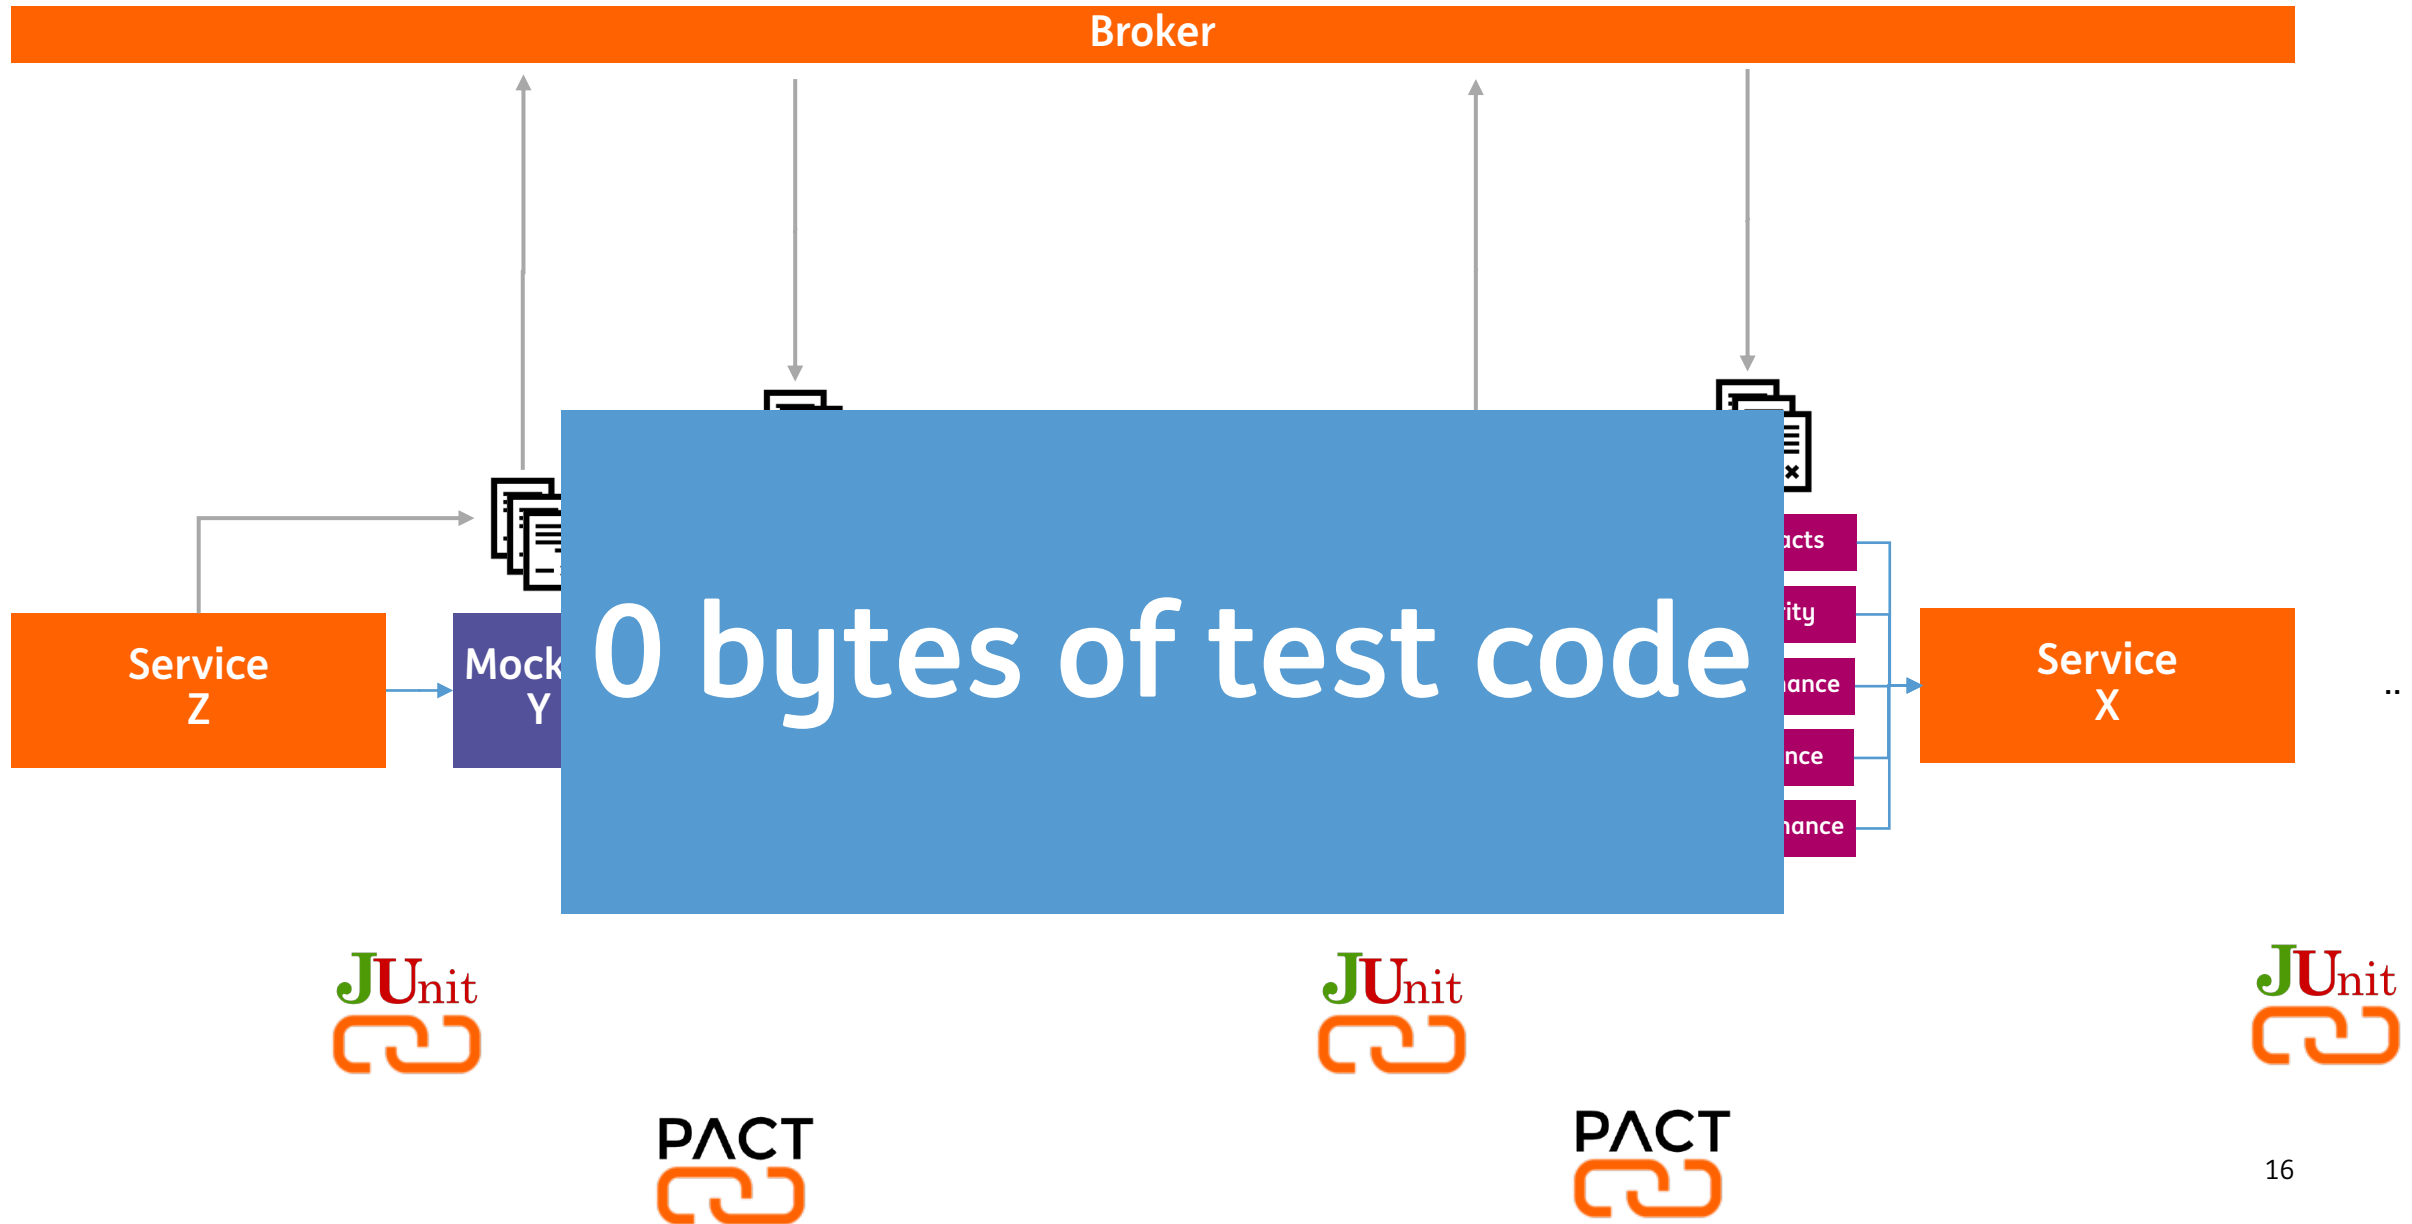 Broker
Service
Z
Mock
Y
0 bytes of test code
Service
X
..
JUnit
JUnit
JUnit
PACT
PACT
16